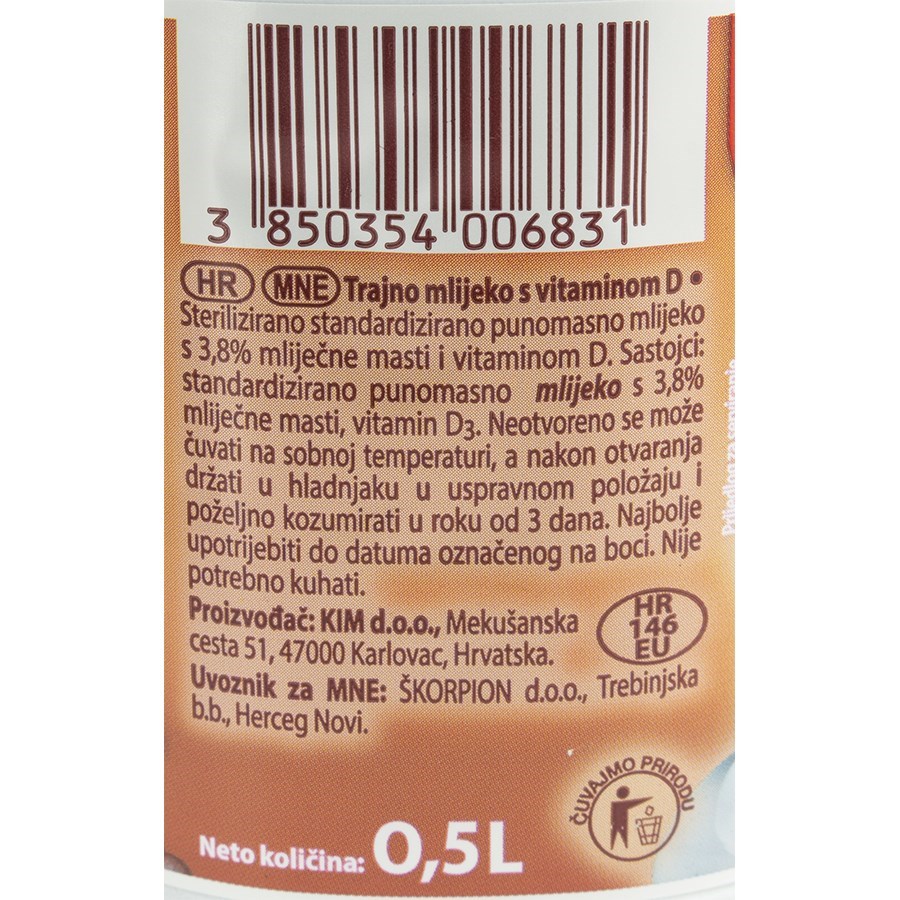 3 850354 006831
HR MNE Trajno mlijeko s vitaminom D •
Sterilizirano standardizirano punomasno mlijeko
s 3,8% mliječne masti i vitaminom D. Sastojci:
standardizirano punomasno mlijeko s 3,8%
mliječne masti, vitamin D3. Neotvoreno se može
čuvati na sobnoj temperaturi, a nakon otvaranja
držati u hladnjaku u uspravnom položaju i
poželjno kozumirati u roku od 3 dana. Najbolje
upotrijebiti do datuma označenog na boci. Nije
potrebno kuhati.
Proizvođač: KIM d.o.o., Mekušanska
cesta 51, 47000 Karlovac, Hrvatska.
HR
146
EU
Uvoznik za MNE: ŠKORPION d.o.o., Trebinjska
b.b., Herceg Novi.
ČUVAJMO PRIRODU
Neto količina: 0,5L
Prijedlog za serviranje